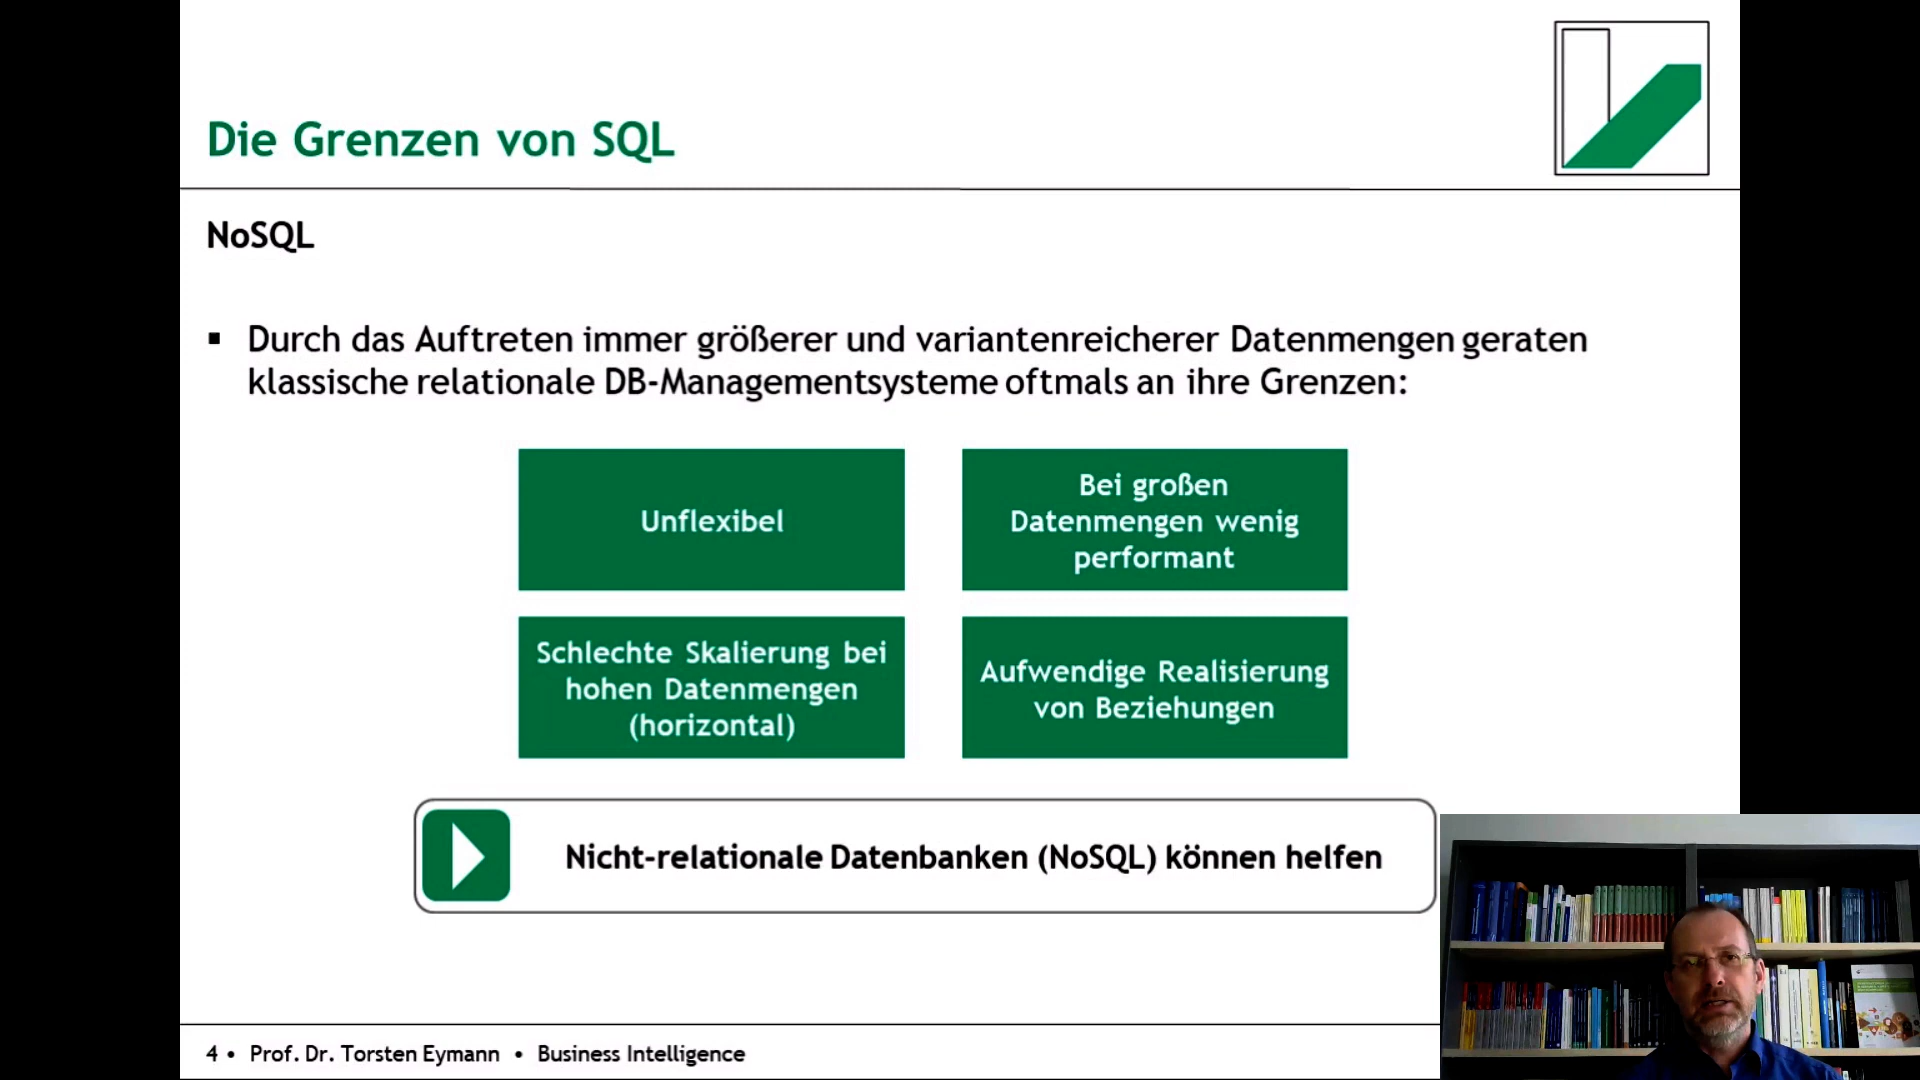 Die Grenzen von SQL
NoSQL
▪ Durch das Auftreten immer größerer und variantenreicherer Datenmengen geraten
klassische relationale DB-Managementsysteme oftmals an ihre Grenzen:
Unflexibel
Bei großen
Datenmengen wenig
performant
Schlechte Skalierung bei
hohen Datenmengen
(horizontal)
Aufwendige Realisierung
von Beziehungen
Nicht-relationale Datenbanken (NoSQL) können helfen
4 • Prof. Dr. Torsten Eymann • Business Intelligence